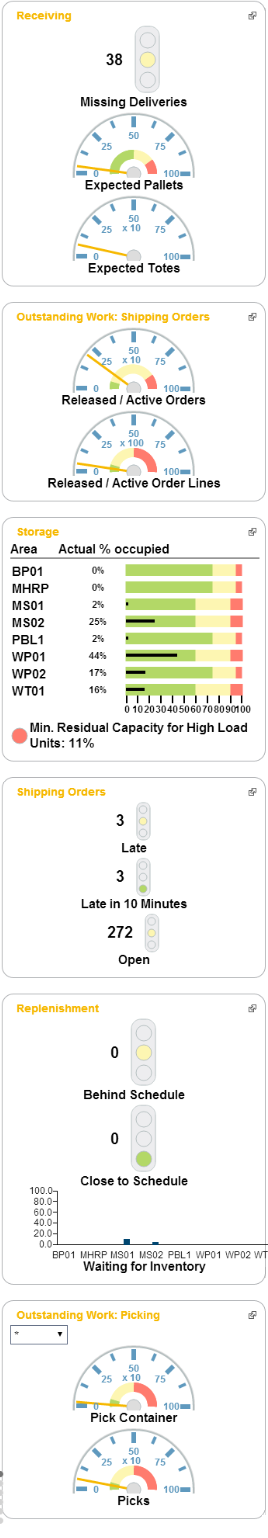 Receiving
38
Missing Deliveries
50
25 75
0 100
Expected Pallets
50
x 10
25 75
0 100
Expected Totes
Outstanding Work: Shipping Orders
50
x 10
25 75
0 100
Released / Active Orders
50
x 100
25 75
0 100
Released / Active Order Lines
Storage
Area Actual % occupied
BP01 0%
MHRP 0%
MS01 2%
MS02 25%
PBL1 2%
WP01 44%
WP02 17%
WT01 16%
0 10 20 30 40 50 60 70 80 90 100
Min. Residual Capacity for High Load
Units: 11%
Shipping Orders
3
Late
3
Late in 10 Minutes
272
Open
Replenishment
0
Behind Schedule
0
Close to Schedule
100.0
80.0
60.0
40.0
20.0
0.0
BP01 MHRP MS01 MS02 PBL1 WP01 WP02 WT
Waiting for Inventory
Outstanding Work: Picking
*
50
x 10
25 75
0 100
Pick Container
50
x 10
25 75
0 100
Picks